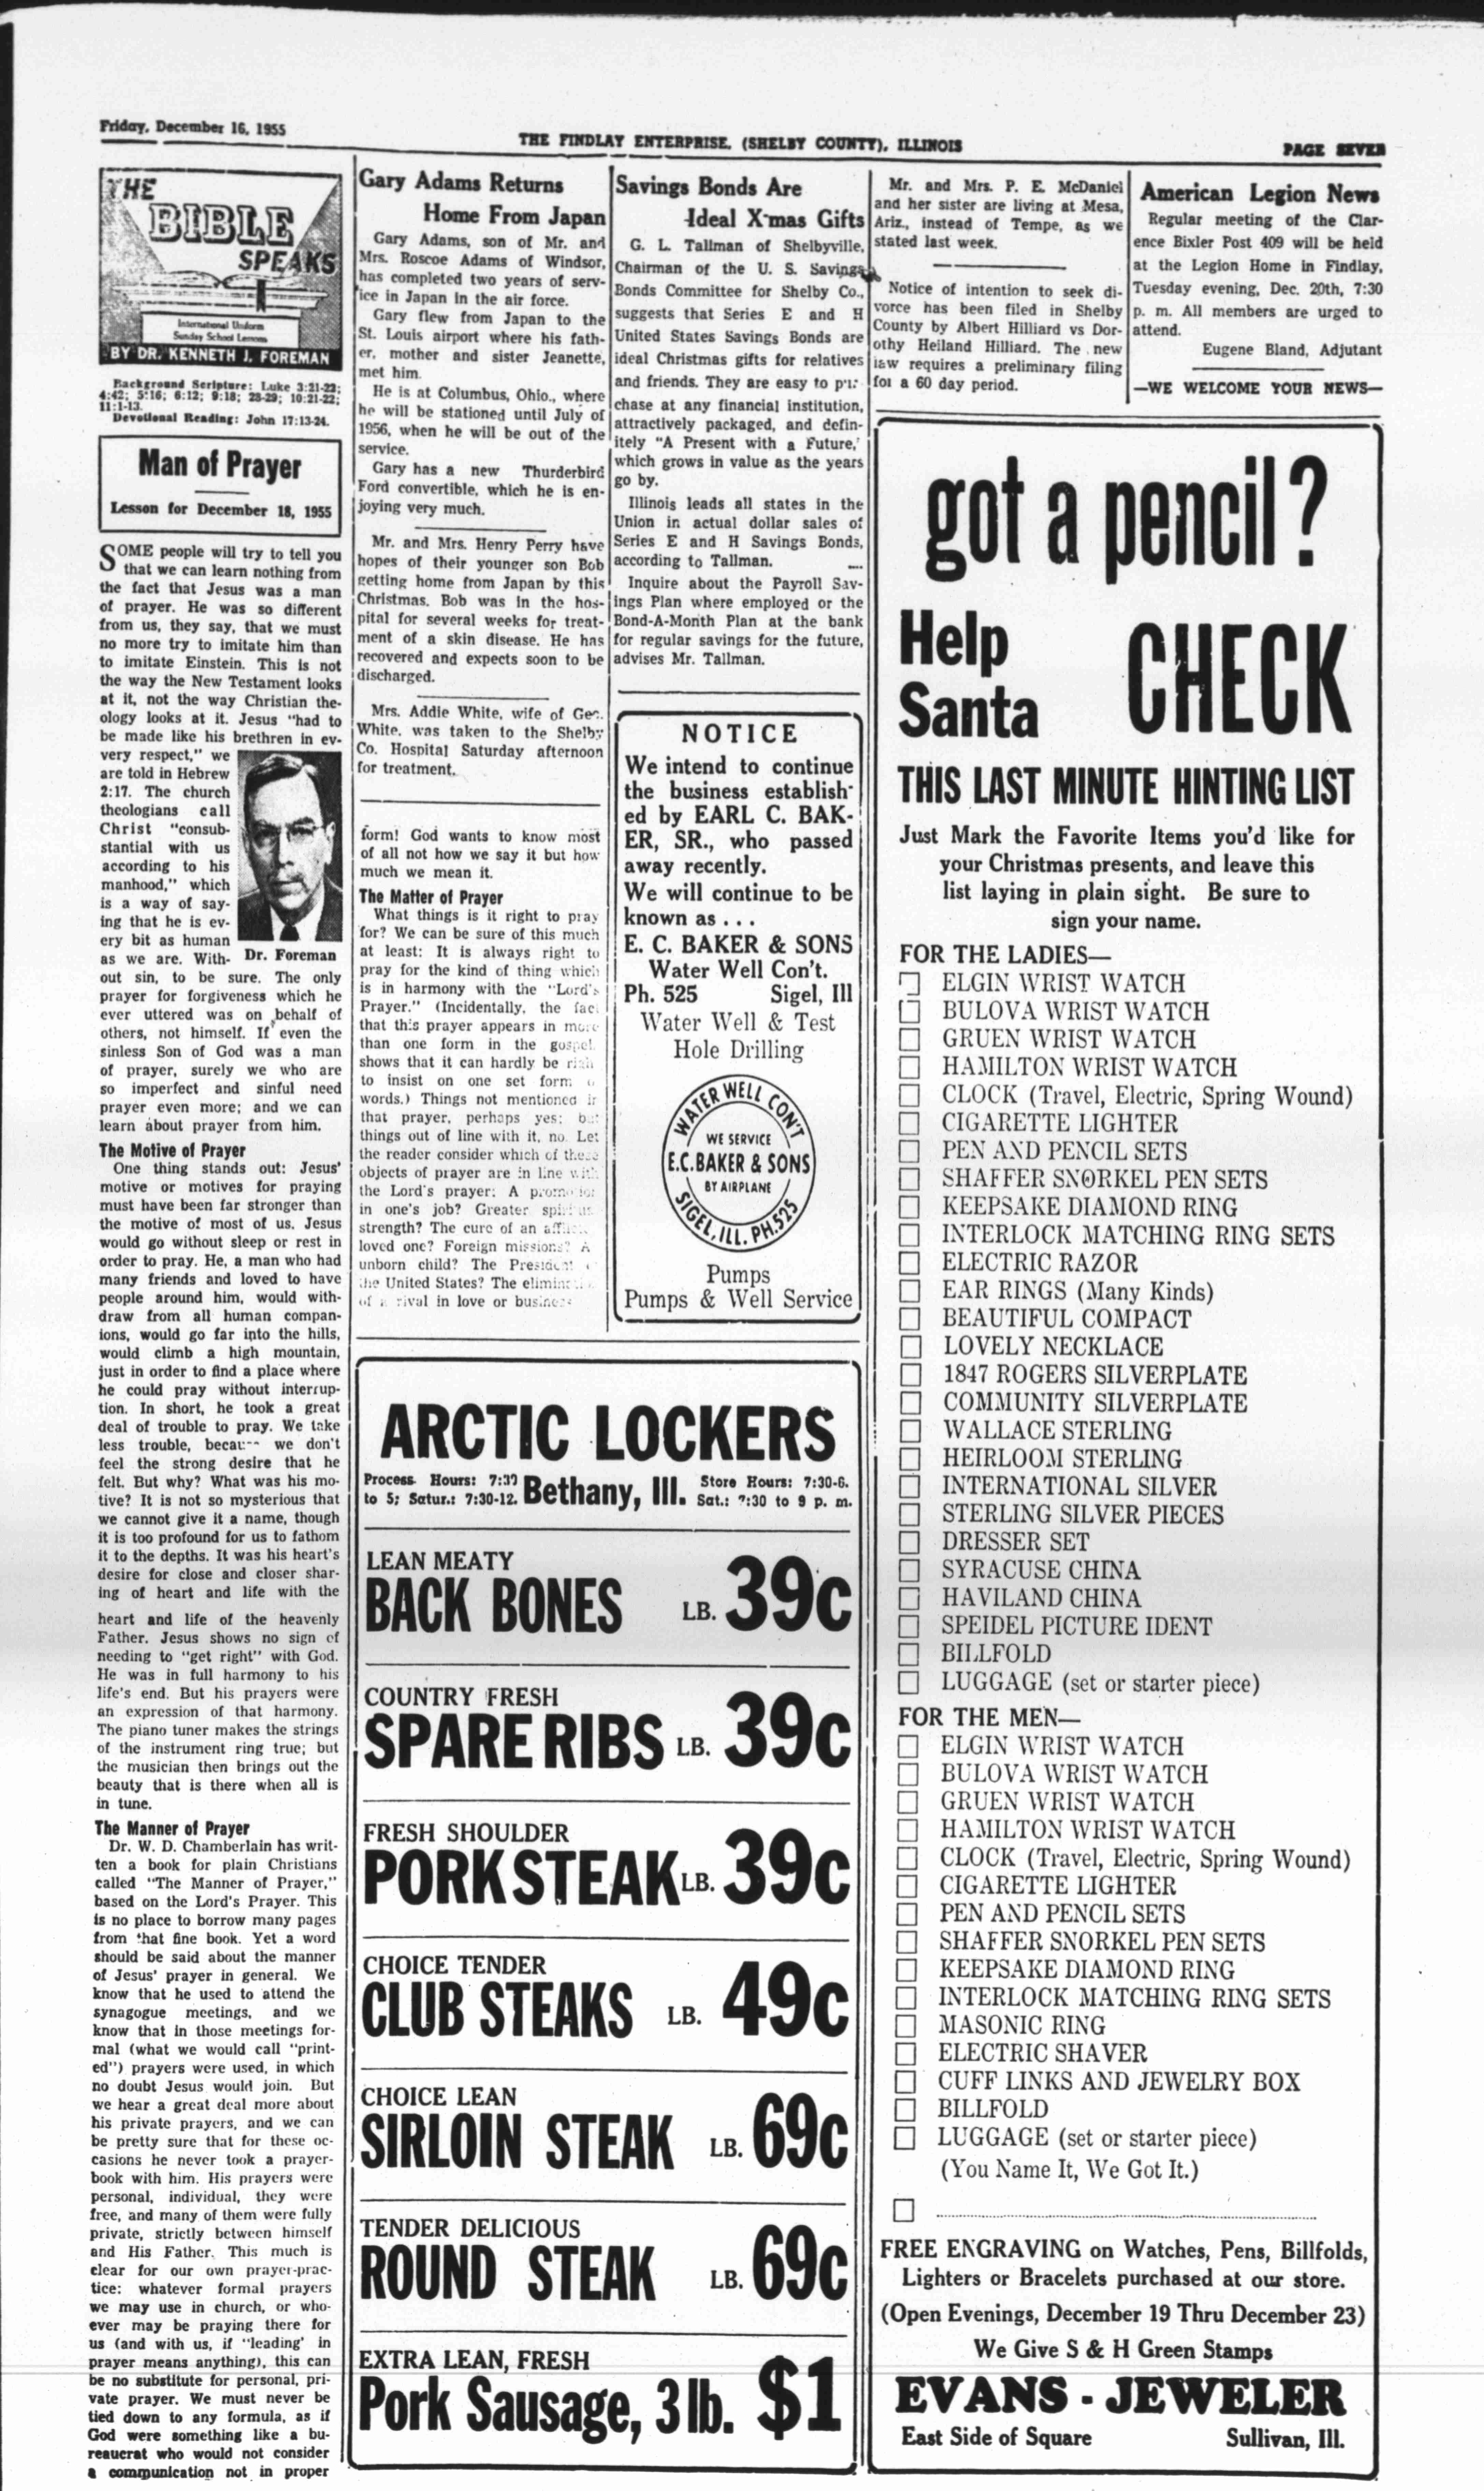 Friday, December 16, 1955
THE FINDLAY ENTERPRISE, (SHELBY COUNTY), ILLINOIS
PAGE SEVEN
THE
BIBLE
SPEAKS
International Uniform
Sunday School Lessons
BY DR. KENNETH J. FOREMAN
Background Scripture: Luke 3:21-22;
4:42; 5:16; 6:12; 9:18; 28-29; 10:21-22;
11:1-13.
Devotional Reading: John 17:13-24.
Man of Prayer
Lesson for December 18, 1955
SOME people will try to tell you
that we can learn nothing from
the fact that Jesus was a man
of prayer. He was so different
from us, they say, that we must
no more try to imitate him than
to imitate Einstein. This is not
the way the New Testament looks
at it, not the way Christian the-
ology looks at it. Jesus "had to
be made like his brethren in ev-
very respect," we
are told in Hebrew
2:17. The church
theologians call
Christ "consub-
stantial with us
according to his
manhood," which
is a way of say-
ing that he is ev-
ery bit as human
as we are. With-
Dr. Foreman
out sin, to be sure. The only
prayer for forgiveness which he
ever uttered was on behalf of
others, not himself. If even the
sinless Son of God was a man
of prayer, surely we who are
so imperfect and sinful need
prayer even more; and we can
learn about prayer from him.
The Motive of Prayer
One thing stands out: Jesus'
motive or motives for praying
must have been far stronger than
the motive of most of us. Jesus
would go without sleep or rest in
order to pray. He, a man who had
many friends and loved to have
people around him, would with-
draw from all human compan-
ions, would go far into the hills,
would climb a high mountain,
just in order to find a place where
he could pray without interrup-
tion. In short, he took a great
deal of trouble to pray. We take
less trouble, because we don't
feel the strong desire that he
felt. But why? What was his mo-
tive? It is not so mysterious that
we cannot give it a name, though
it is too profound for us to fathom
it to the depths. It was his heart's
desire for close and closer shar-
ing of heart and life with the
heart and life of the heavenly
Father. Jesus shows no sign of
needing to "get right" with God.
He was in full harmony to his
life's end. But his prayers were
an expression of that harmony.
The piano tuner makes the strings
of the instrument ring true; but
the musician then brings out the
beauty that is there when all is
in tune.
The Manner of Prayer
Dr. W. D. Chamberlain has writ-
ten a book for plain Christians
called "The Manner of Prayer,"
based on the Lord's Prayer. This
is no place to borrow many pages
from that fine book. Yet a word
should be said about the manner
of Jesus' prayer in general. We
know that he used to attend the
synagogue meetings, and we
know that in those meetings for-
mal (what we would call "print-
ed") prayers were used, in which
no doubt Jesus would join. But
we hear a great deal more about
his private prayers, and we can
be pretty sure that for these oc-
casions he never took a prayer-
book with him. His prayers were
personal, individual, they were
free, and many of them were fully
private, strictly between himself
and His Father. This much is
clear for our own prayer-prac-
tice: whatever formal prayers
we may use in church, or who-
ever may be praying there for
us (and with us, if "leading' in
prayer means anything), this can
be no substitute for personal, pri-
vate prayer. We must never be
tied down to any formula, as if
God were something like a bu-
reaucrat who would not consider
a communication not in proper
Gary Adams Returns
Home From Japan
Gary Adams, son of Mr. and
Mrs. Roscoe Adams of Windsor,
has completed two years of serv-
ice in Japan in the air force.
Gary flew from Japan to the
St. Louis airport where his fath-
er, mother and sister Jeanette,
met him.
He is at Columbus, Ohio., where
he will be stationed until July of
1956, when he will be out of the
service.
Gary has a new Thunderbird
Ford convertible, which he is en-
joying very much.
Mr. and Mrs. Henry Perry have
hopes of their younger son Bob
getting home from Japan by this
Christmas. Bob was in the hos-
pital for several weeks for treat-
ment of a skin disease. He has
recovered and expects soon to be
discharged.
Mrs. Addie White, wife of Geo.
White, was taken to the Shelby
Co. Hospital Saturday afternoon
for treatment.
form! God wants to know most
of all not how we say it but how
much we mean it.
The Matter of Prayer
What things is it right to pray
for? We can be sure of this much
at least: It is always right to
pray for the kind of thing which
is in harmony with the "Lord's
Prayer." (Incidentally, the fact
that this prayer appears in more
than one form in the gospel
shows that it can hardly be right
to insist on one set form
words.) Things not mentioned in
that prayer, perhaps yes; but
things out of line with it, no. Let
the reader consider which of these
objects of prayer are in line with
the Lord's prayer: A promotion
in one's job? Greater
strength? The cure of an
loved one? Foreign missions? A
unborn child? The President
the United States? The
of a rival in love or business
Savings Bonds Are
Ideal X-mas Gifts
G. L. Tallman of Shelbyville,
Chairman of the U. S. Savings
Bonds Committee for Shelby Co.,
suggests that Series E and H
United States Savings Bonds are
ideal Christmas gifts for relatives
and friends. They are easy to pur-
chase at any financial institution,
attractively packaged, and defin-
itely "A Present with a Future,'
which grows in value as the years
go by.
Illinois leads all states in the
Union in actual dollar sales of
Series E and H Savings Bonds,
according to Tallman.
Inquire about the Payroll Sav-
ings Plan where employed or the
Bond-A-Month Plan at the bank
for regular savings for the future,
advises Mr. Tallman.
NOTICE
We intend to continue
the business establish-
ed by EARL C. BAK-
ER, SR., who passed
away recently.
We will continue to be
known as . . .
E. C. BAKER & SONS
Water Well Con't.
Ph. 525 Sigel, Ill
Water Well & Test
Hole Drilling
WATER WELL CON'T
WE SERVICE
E.C. BAKER & SONS
BY AIRPLANE
SIGEL, ILL. PH.525
Pumps
Pumps & Well Service
Mr. and Mrs. P. E. McDaniel
and her sister are living at Mesa,
Ariz., instead of Tempe, as we
stated last week.
Notice of intention to seek di-
vorce has been filed in Shelby
County by Albert Hilliard vs Dor-
othy Heiland Hilliard. The new
law requires a preliminary filing
for a 60 day period.
American Legion News
Regular meeting of the Clar-
ence Bixler Post 409 will be held
at the Legion Home in Findlay,
Tuesday evening, Dec. 20th, 7:30
p. m. All members are urged to
attend.
Eugene Bland, Adjutant
—WE WELCOME YOUR NEWS—
ARCTIC LOCKERS
Process Hours: 7:30
to 5; Satur.: 7:30-12.
Bethany, Ill.
Store Hours: 7:30-6.
Sat.: 7:30 to 9 p. m.
LEAN MEATY
BACK BONES LB. 39c
COUNTRY FRESH
SPARE RIBS LB. 39c
FRESH SHOULDER
PORK STEAK LB. 39c
CHOICE TENDER
CLUB STEAKS LB. 49c
CHOICE LEAN
SIRLOIN STEAK LB. 69c
TENDER DELICIOUS
ROUND STEAK LB. 69c
EXTRA LEAN, FRESH
Pork Sausage, 3 lb. $1
got a pencil?
Help
Santa
CHECK
THIS LAST MINUTE HINTING LIST
Just Mark the Favorite Items you'd like for
your Christmas presents, and leave this
list laying in plain sight. Be sure to
sign your name.
FOR THE LADIES—
ELGIN WRIST WATCH
BULOVA WRIST WATCH
GRUEN WRIST WATCH
HAMILTON WRIST WATCH
CLOCK (Travel, Electric, Spring Wound)
CIGARETTE LIGHTER
PEN AND PENCIL SETS
SHAFFER SNORKEL PEN SETS
KEEPSAKE DIAMOND RING
INTERLOCK MATCHING RING SETS
ELECTRIC RAZOR
EAR RINGS (Many Kinds)
BEAUTIFUL COMPACT
LOVELY NECKLACE
1847 ROGERS SILVERPLATE
COMMUNITY SILVERPLATE
WALLACE STERLING
HEIRLOOM STERLING
INTERNATIONAL SILVER
STERLING SILVER PIECES
DRESSER SET
SYRACUSE CHINA
HAVILAND CHINA
SPEIDEL PICTURE IDENT
BILLFOLD
LUGGAGE (set or starter piece)
FOR THE MEN—
ELGIN WRIST WATCH
BULOVA WRIST WATCH
GRUEN WRIST WATCH
HAMILTON WRIST WATCH
CLOCK (Travel, Electric, Spring Wound)
CIGARETTE LIGHTER
PEN AND PENCIL SETS
SHAFFER SNORKEL PEN SETS
KEEPSAKE DIAMOND RING
INTERLOCK MATCHING RING SETS
MASONIC RING
ELECTRIC SHAVER
CUFF LINKS AND JEWELRY BOX
BILLFOLD
LUGGAGE (set or starter piece)
(You Name It, We Got It.)
FREE ENGRAVING on Watches, Pens, Billfolds,
Lighters or Bracelets purchased at our store.
(Open Evenings, December 19 Thru December 23)
We Give S & H Green Stamps
EVANS - JEWELER
East Side of Square Sullivan, Ill.